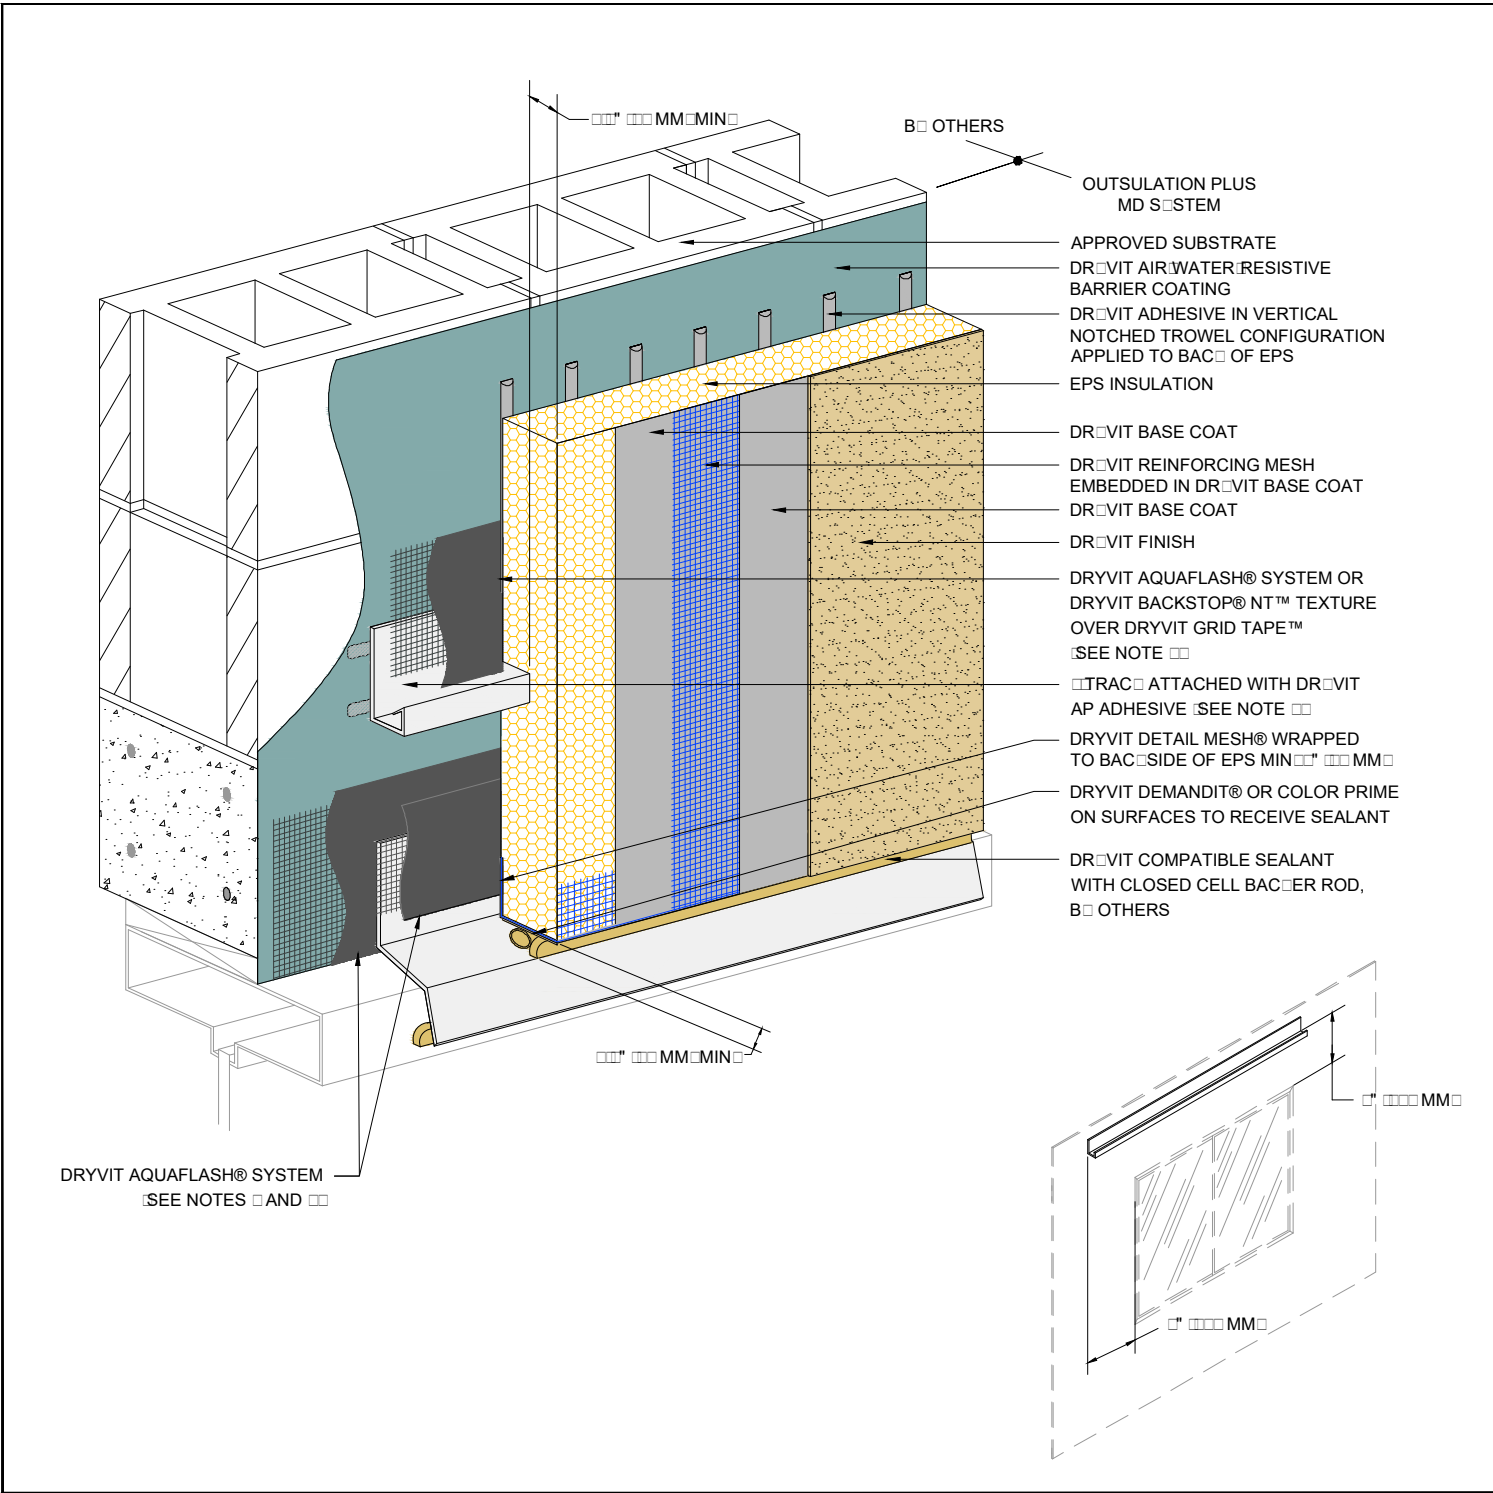 □□□" □□□ MM□MIN□
B□ OTHERS
OUTSULATION PLUS
MD S□STEM
APPROVED SUBSTRATE
DR□VIT AIR□WATER□RESISTIVE
BARRIER COATING
DR□VIT ADHESIVE IN VERTICAL
NOTCHED TROWEL CONFIGURATION
APPLIED TO BAC□ OF EPS
EPS INSULATION
DR□VIT BASE COAT
DR□VIT REINFORCING MESH
EMBEDDED IN DR□VIT BASE COAT
DR□VIT BASE COAT
DR□VIT FINISH
DRYVIT AQUAFLASH® SYSTEM OR
DRYVIT BACKSTOP® NT™ TEXTURE
OVER DRYVIT GRID TAPE™
□SEE NOTE □□
□□TRAC□ ATTACHED WITH DR□VIT
AP ADHESIVE □SEE NOTE □□
DRYVIT DETAIL MESH® WRAPPED
TO BAC□SIDE OF EPS MIN□□" □□□ MM□
DRYVIT DEMANDIT® OR COLOR PRIME
ON SURFACES TO RECEIVE SEALANT
DR□VIT COMPATIBLE SEALANT
WITH CLOSED CELL BAC□ER ROD,
B□ OTHERS
□□□" □□□ MM□MIN□
□" □□□□ MM□
DRYVIT AQUAFLASH® SYSTEM
□SEE NOTES □ AND □□
□" □□□□ MM□